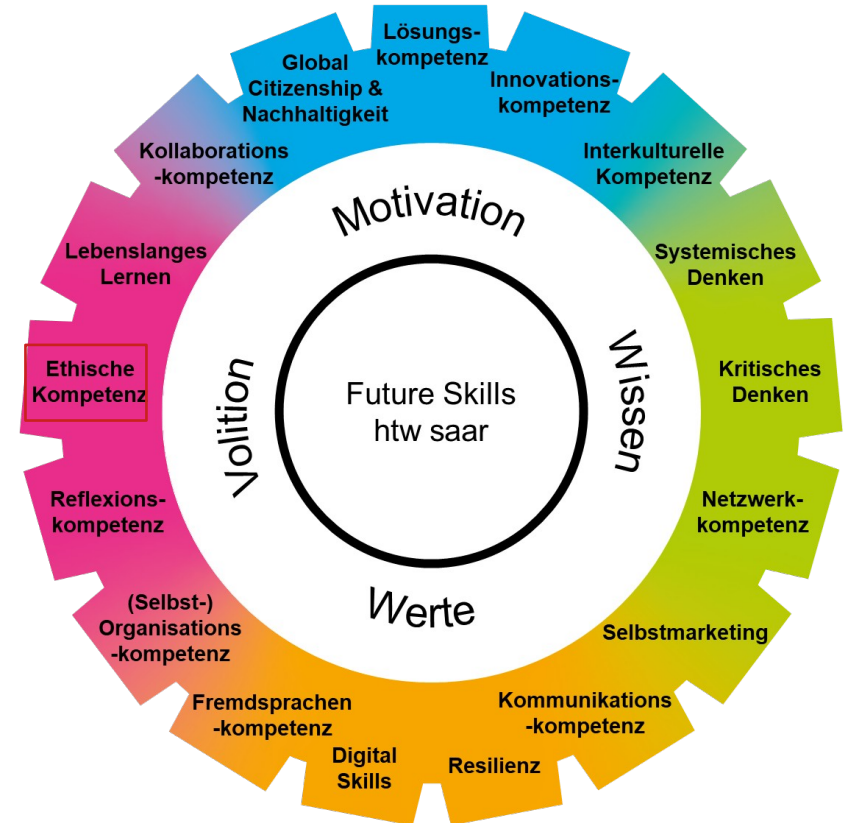 Lösungs-
kompetenz
Innovations-
kompetenz
Interkulturelle
Kompetenz
Systemisches
Denken
Kritisches
Denken
Netzwerk-
kompetenz
Selbstmarketing
Kommunikations
-kompetenz
Resilienz
Digital
Skills
Fremdsprachen
-kompetenz
(Selbst-)
Organisations
-kompetenz
Reflexions-
kompetenz
Ethische
Kompetenz
Lebenslanges
Lernen
Kollaborations
-kompetenz
Global
Citizenship &
Nachhaltigkeit
Motivation
Wissen
Werte
Volition
Future Skills
htw saar